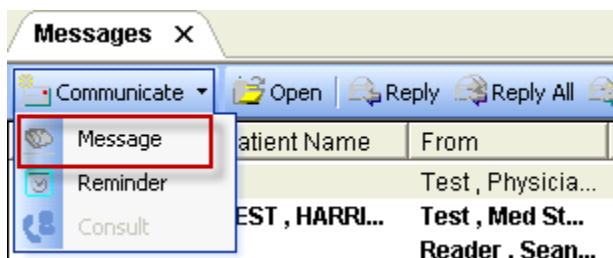 Messages X
Communicate Open Reply Reply All
Message atient Name From
Reminder Test , Physicia...
Consult EST , HARRI... Test , Med St...
Reader , Sean...